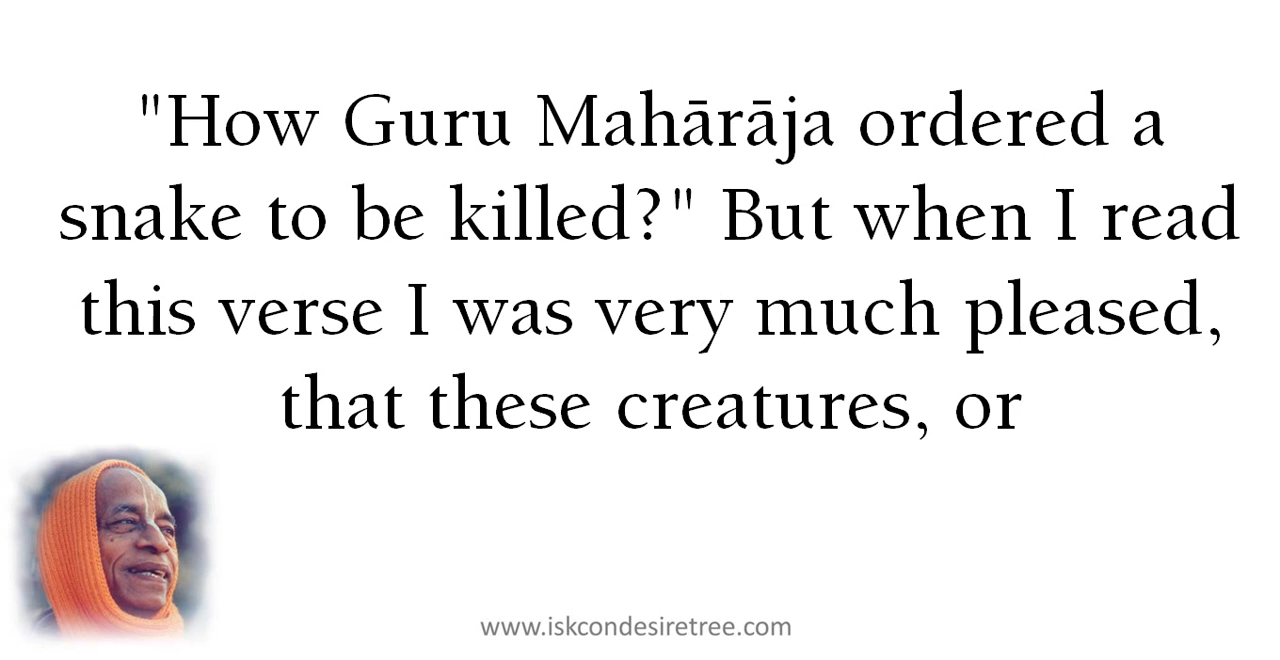 "How Guru Mahārāja ordered a
snake to be killed?" But when I read
this verse I was very much pleased,
that these creatures, or
www.iskcondesiretree.com